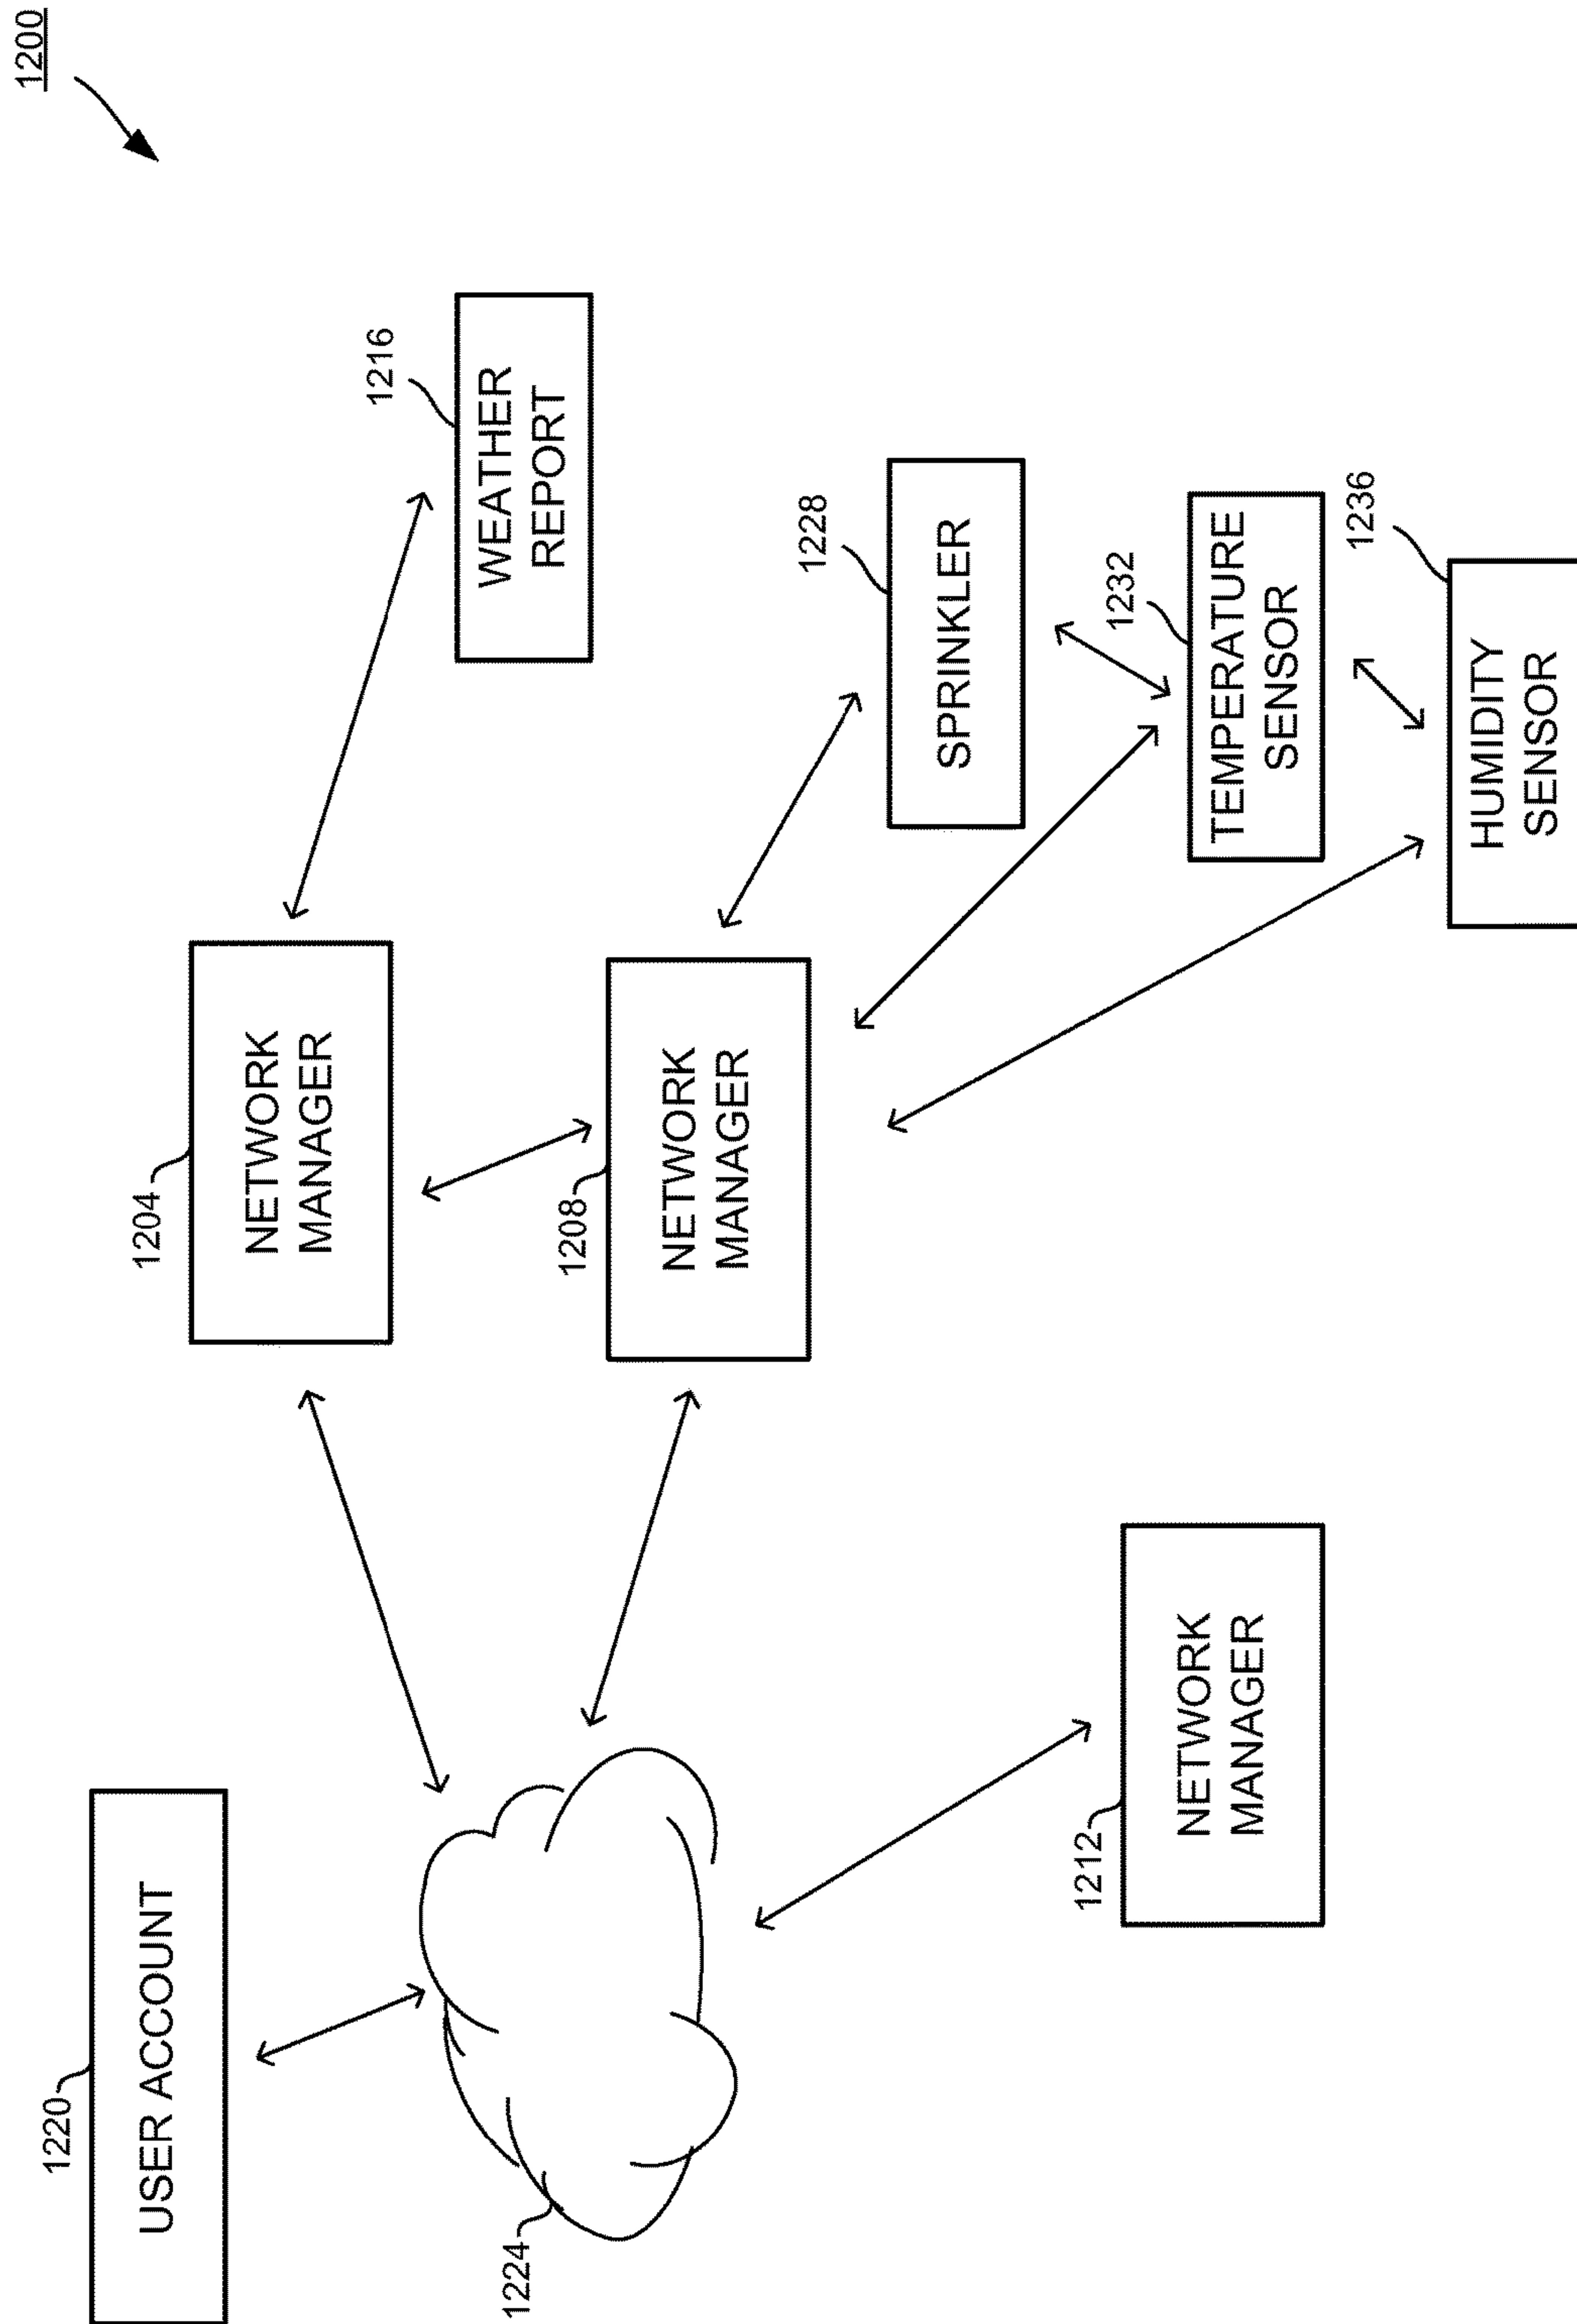 1200
1220
USER ACCOUNT
1204
NETWORK
MANAGER
1216
WEATHER
REPORT
1224
1208
NETWORK
MANAGER
1228
SPRINKLER
1212
NETWORK
MANAGER
1232
TEMPERATURE
SENSOR
1236
HUMIDITY
SENSOR